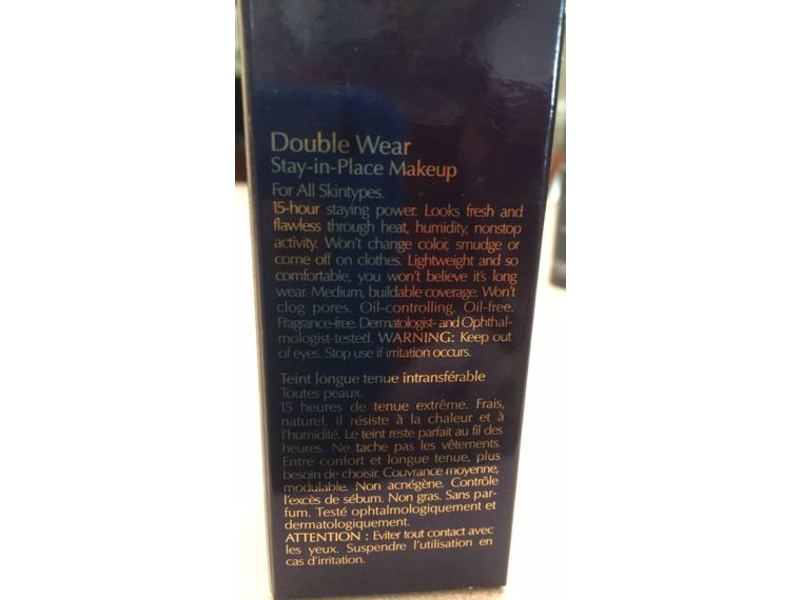 Double Wear
Stay-in-Place Makeup
For All Skintypes.
15-hour staying power. Looks fresh and
flawless through heat, humidity, nonstop
activity. Won't change color, smudge or
come off on clothes. Lightweight and so
comfortable, you won't believe it's long
wear. Medium, buildable coverage. Won't
clog pores. Oil-controlling. Oil-free.
Fragrance-free. Dermatologist- and Ophthal-
mologist-tested. WARNING: Keep out
of eyes. Stop use if irritation occurs.
Teint longue tenue intransférable
Toutes peaux.
15 heures de tenue extrême. Frais,
naturel, il résiste à la chaleur et à
l'humidité. Le teint reste parfait au fil des
heures. Ne tache pas les vêtements.
Entre confort et longue tenue, plus
besoin de choisir. Couvrance moyenne,
modulable. Non acnégène. Contrôle
l'excès de sébum. Non gras. Sans par-
fum. Testé ophtalmologiquement et
dermatologiquement.
ATTENTION : Eviter tout contact avec
les yeux. Suspendre l'utilisation en
cas d'irritation.